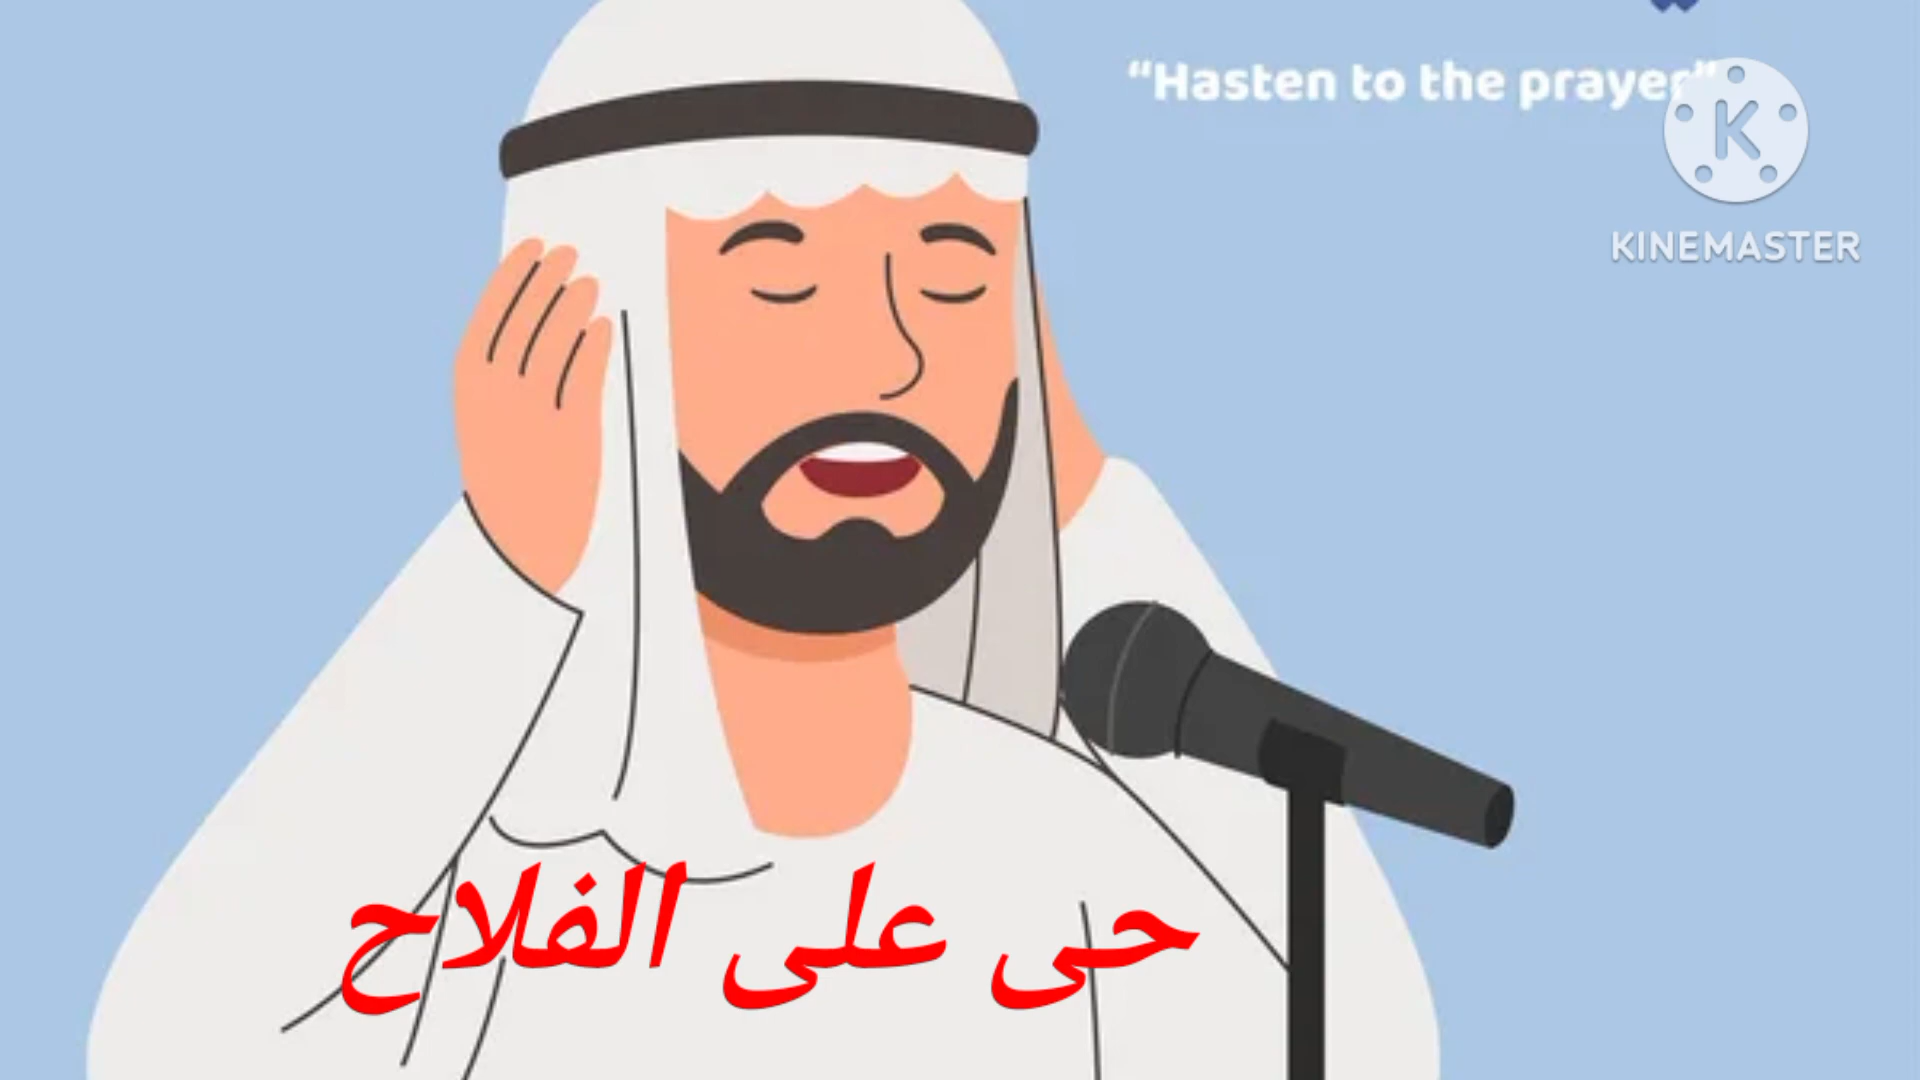 “Hasten to the prayer”
K
KINEMASTER
حى على الفلاح